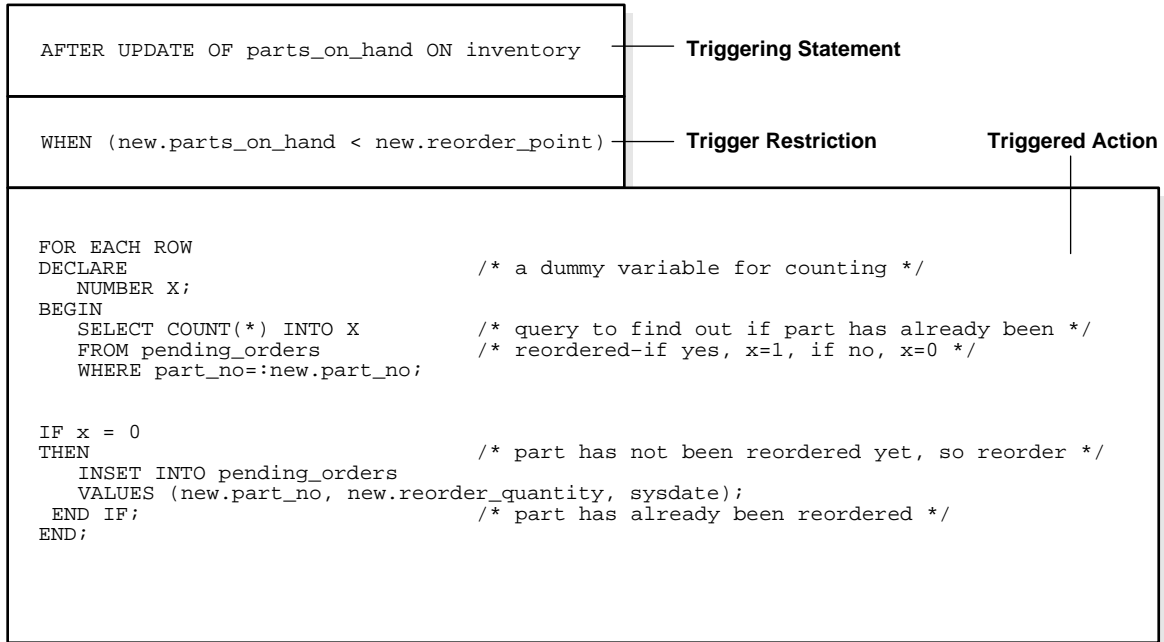 AFTER UPDATE OF parts_on_hand ON inventory
Triggering Statement
WHEN (new.parts_on_hand < new.reorder_point)
Trigger Restriction
Triggered Action
FOR EACH ROW
DECLARE /* a dummy variable for counting */
NUMBER X;
BEGIN
SELECT COUNT(*) INTO X /* query to find out if part has already been */
FROM pending_orders /* reordered-if yes, x=1, if no, x=0 */
WHERE part_no=:new.part_no;
IF x = 0
THEN /* part has not been reordered yet, so reorder */
INSET INTO pending_orders
VALUES (new.part_no, new.reorder_quantity, sysdate);
END IF; /* part has already been reordered */
END;